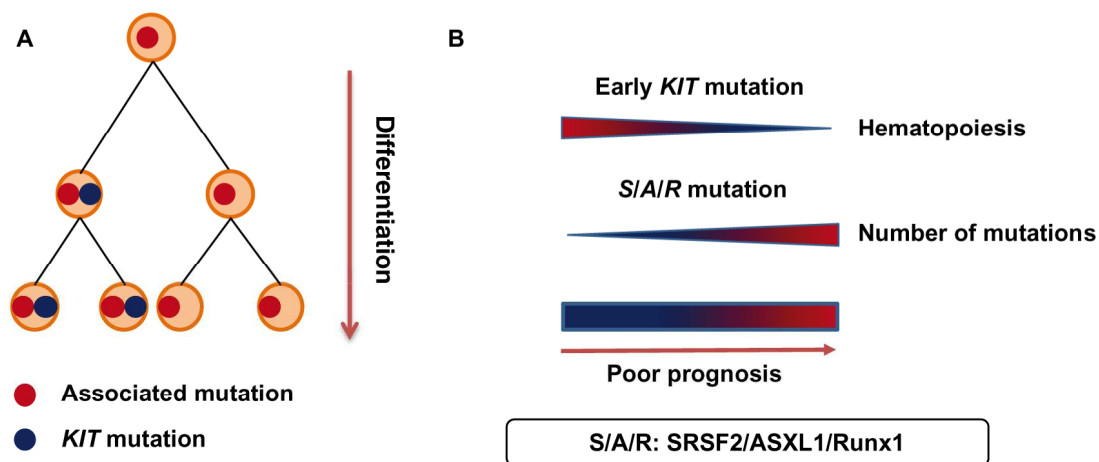 A
Differentiation
Associated mutation
KIT mutation
B
Early KIT mutation
Hematopoiesis
S/A/R mutation
Number of mutations
Poor prognosis
S/A/R: SRSF2/ASXL1/Runx1